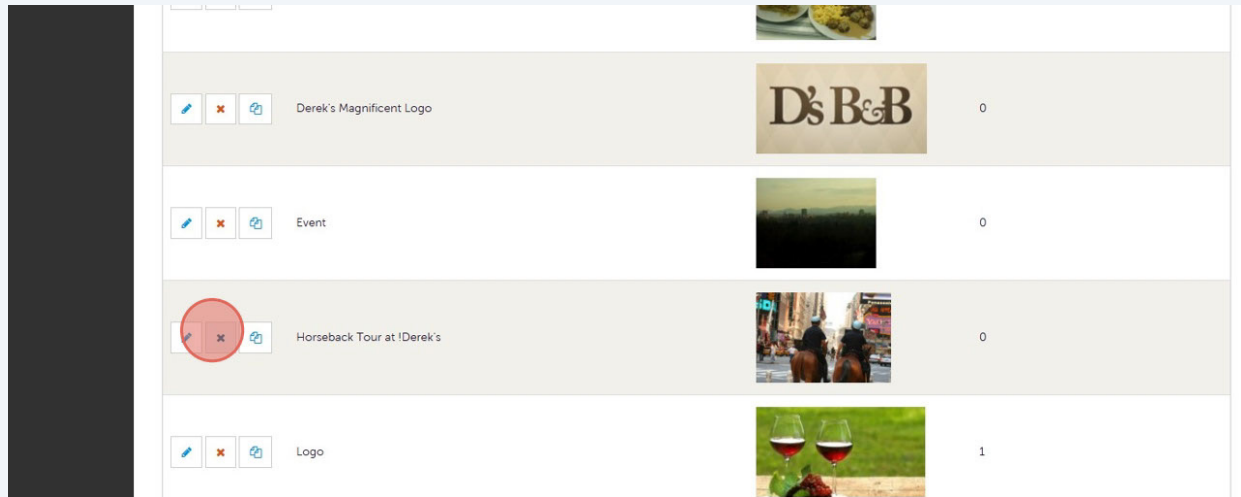 Derek's Magnificent Logo
D's B&B
0
Event
0
Horseback Tour at !Derek's
0
Logo
1